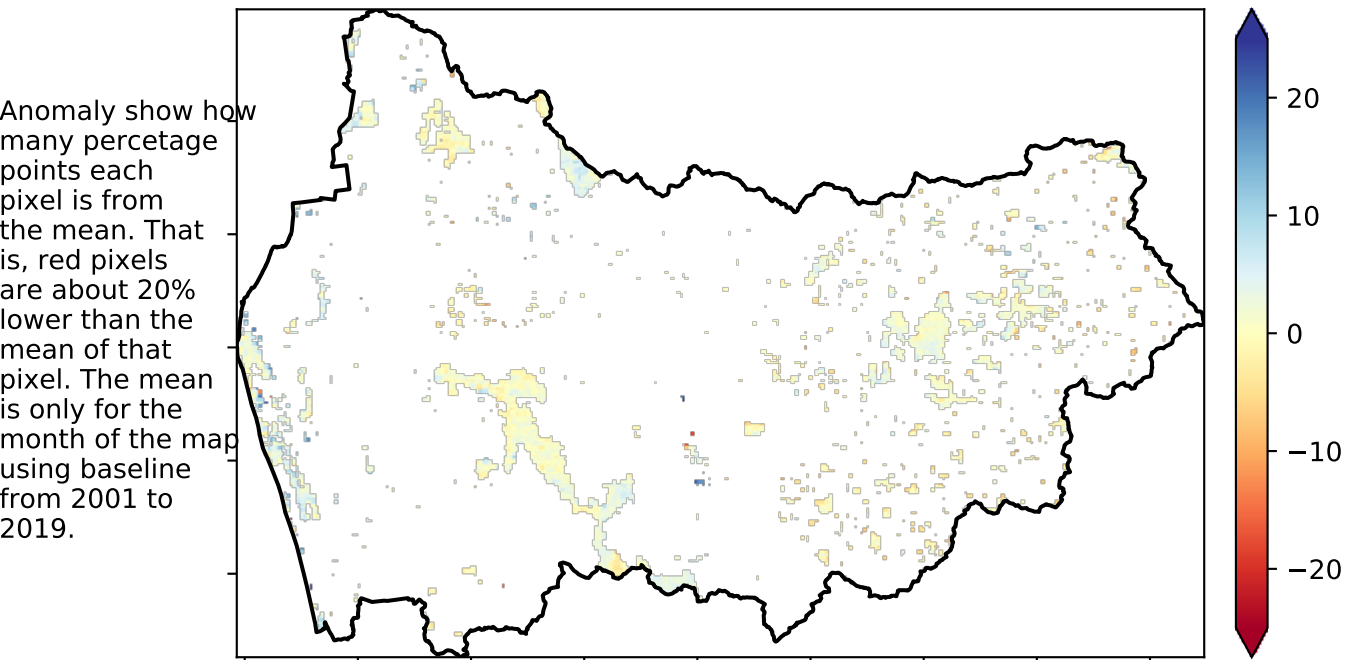 Anomaly show how
many percetage
points each
pixel is from
the mean. That
is, red pixels
are about 20%
lower than the
mean of that
pixel. The mean
is only for the
month of the map
using baseline
from 2001 to
2019.
20
10
0
−10
−20